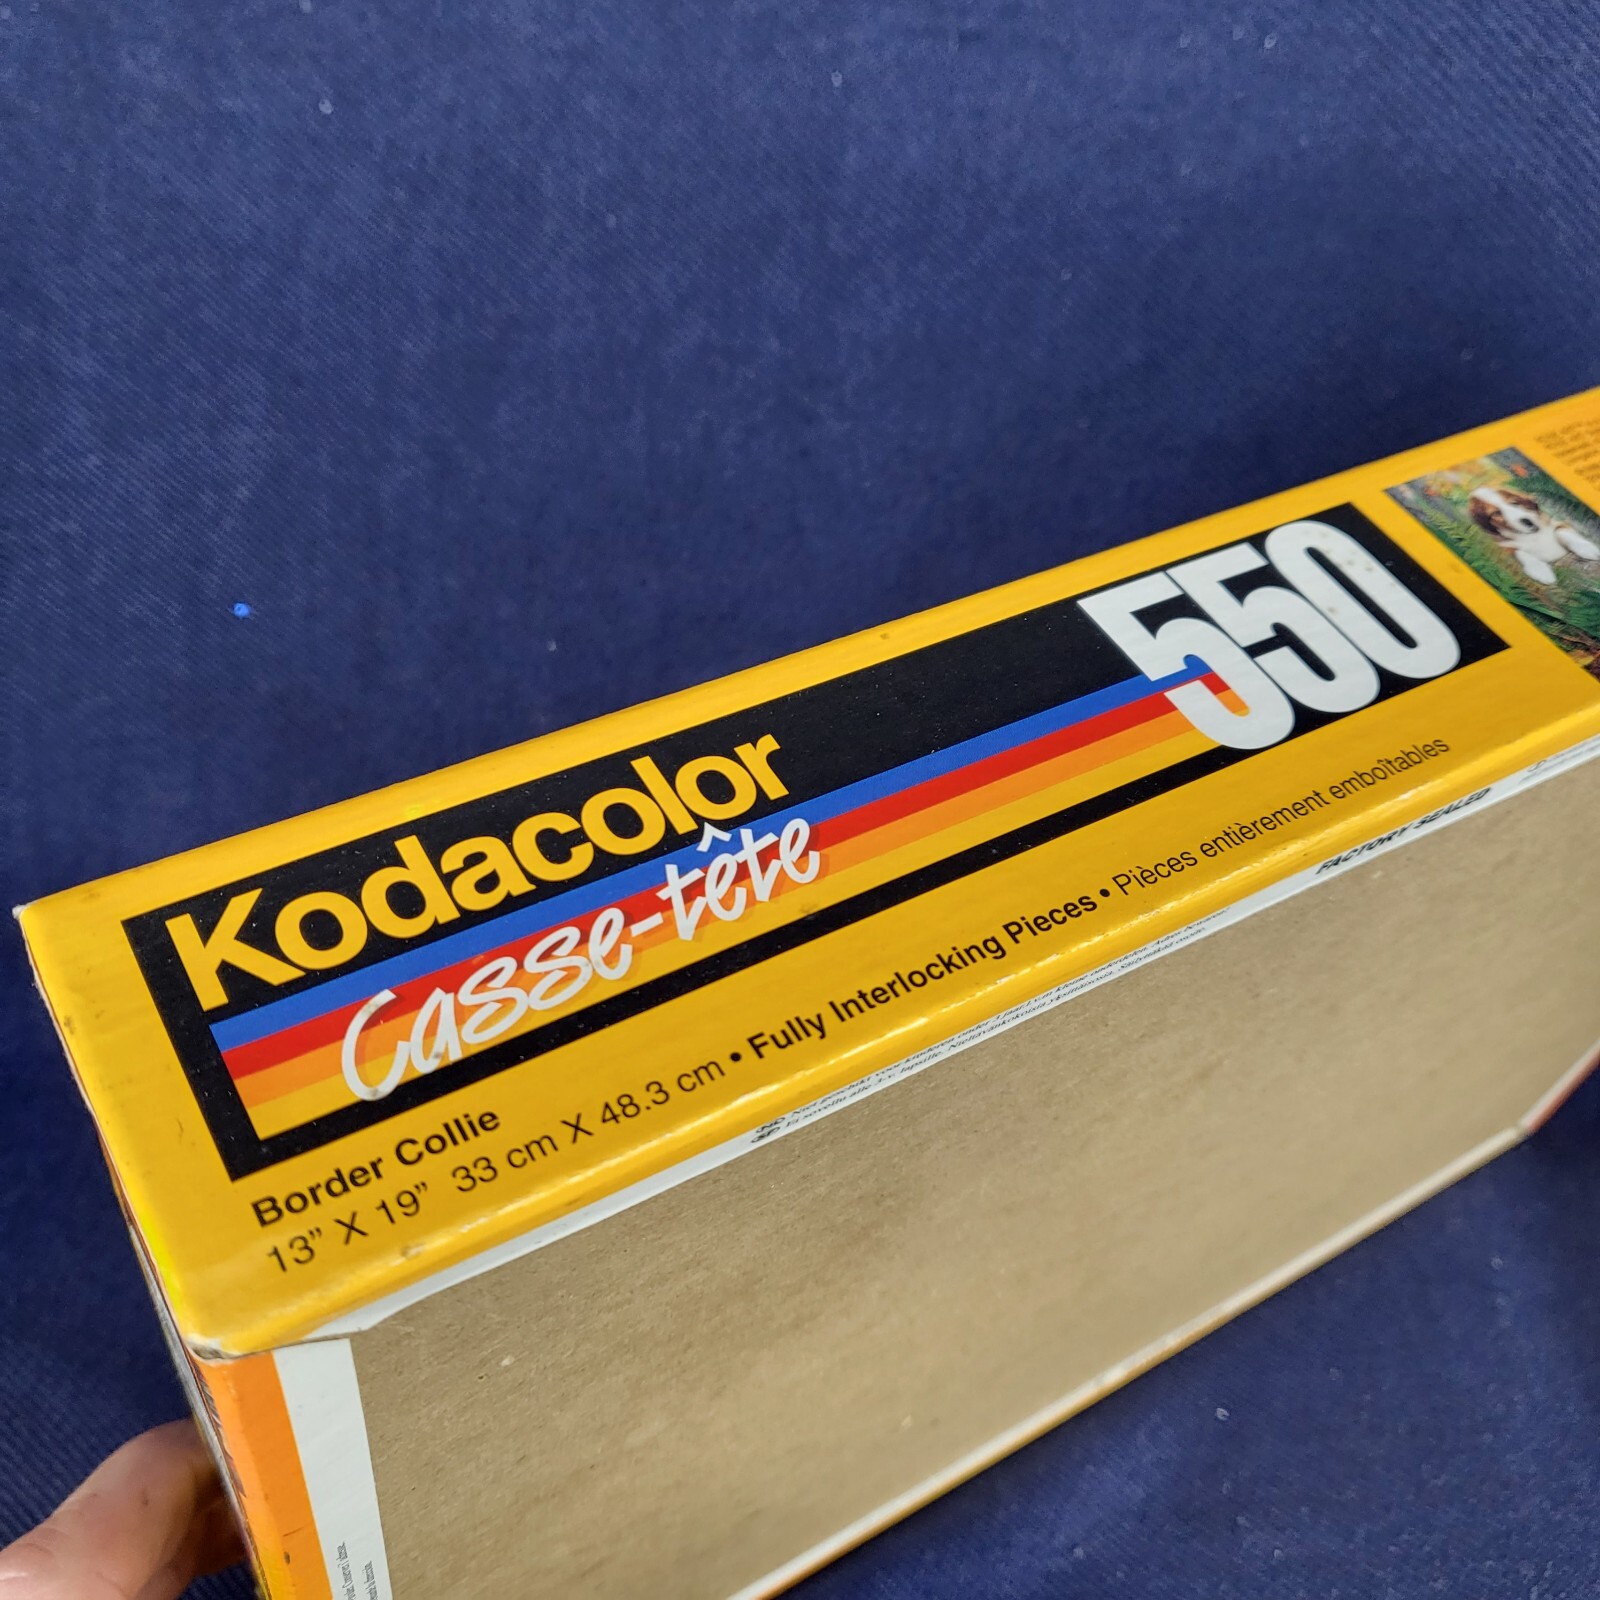 Kodacolor
Casse-tête
550
Border Collie
13" X 19" 33 cm X 48.3 cm • Fully Interlocking Pieces • Pièces entièrement emboîtables
FACTORY SEALED